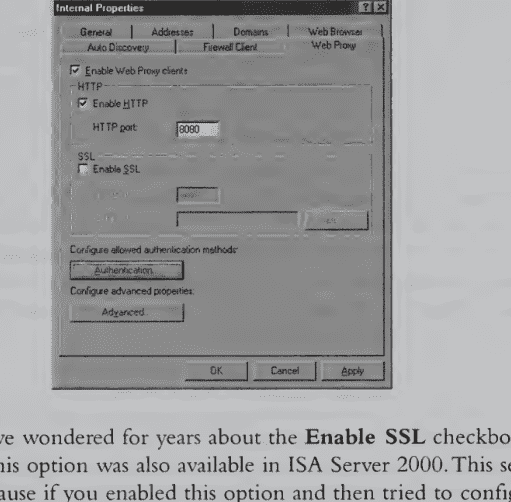 Internal Properties
General Addresses Domains Web Browser
Auto Discovery Firewall Client Web Proxy
Enable Web Proxy clients
HTTP
Enable HTTP
HTTP port: 8080
SSL
Enable SSL
Configure allowed authentication methods:
Authentication...
Configure advanced properties:
Advanced...
OK Cancel Apply
ve wondered for years about the Enable SSL checkbo
his option was also available in ISA Server 2000. This se
ause if you enabled this option and then tried to config